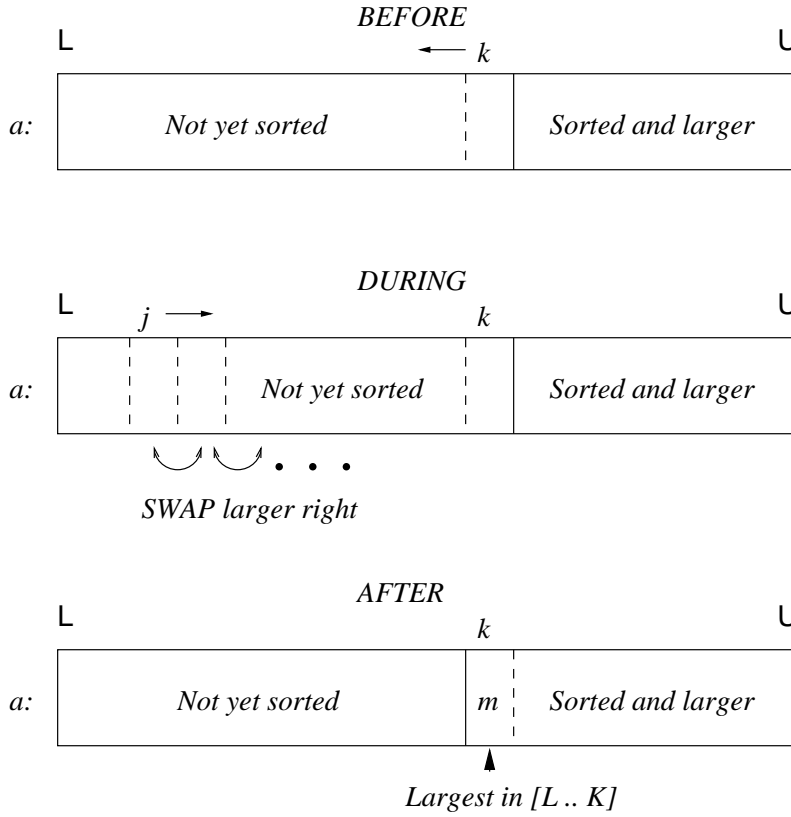 BEFORE
L k U
a: Not yet sorted Sorted and larger
DURING
L U
j k
a: Not yet sorted Sorted and larger
SWAP larger right
AFTER
L U
k
a: Not yet sorted m Sorted and larger
Largest in [L .. K]